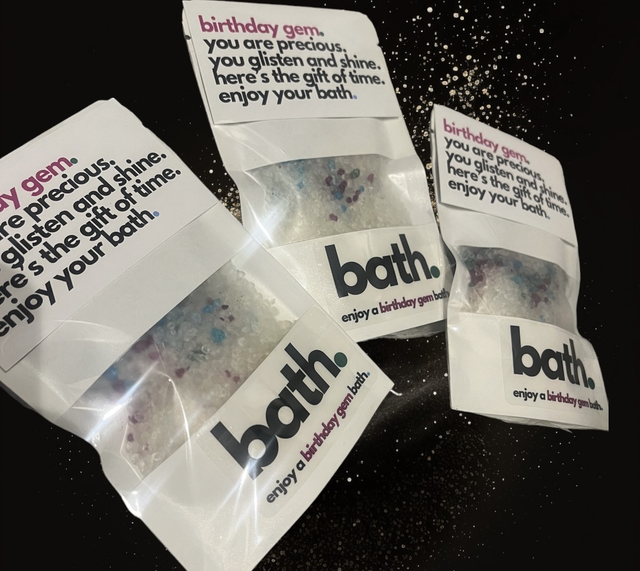 birthday gem.
you are precious.
you glisten and shine.
here's the gift of time.
enjoy your bath.
bath.
enjoy a birthday gem bath.
birthday gem.
you are precious.
you glisten and shine.
here's the gift of time.
enjoy your bath.
bath.
enjoy a birthday gem bath.
gem.
precious.
glisten and shine.
the gift of time.
enjoy your bath.
bath.
enjoy a birthday gem bath.